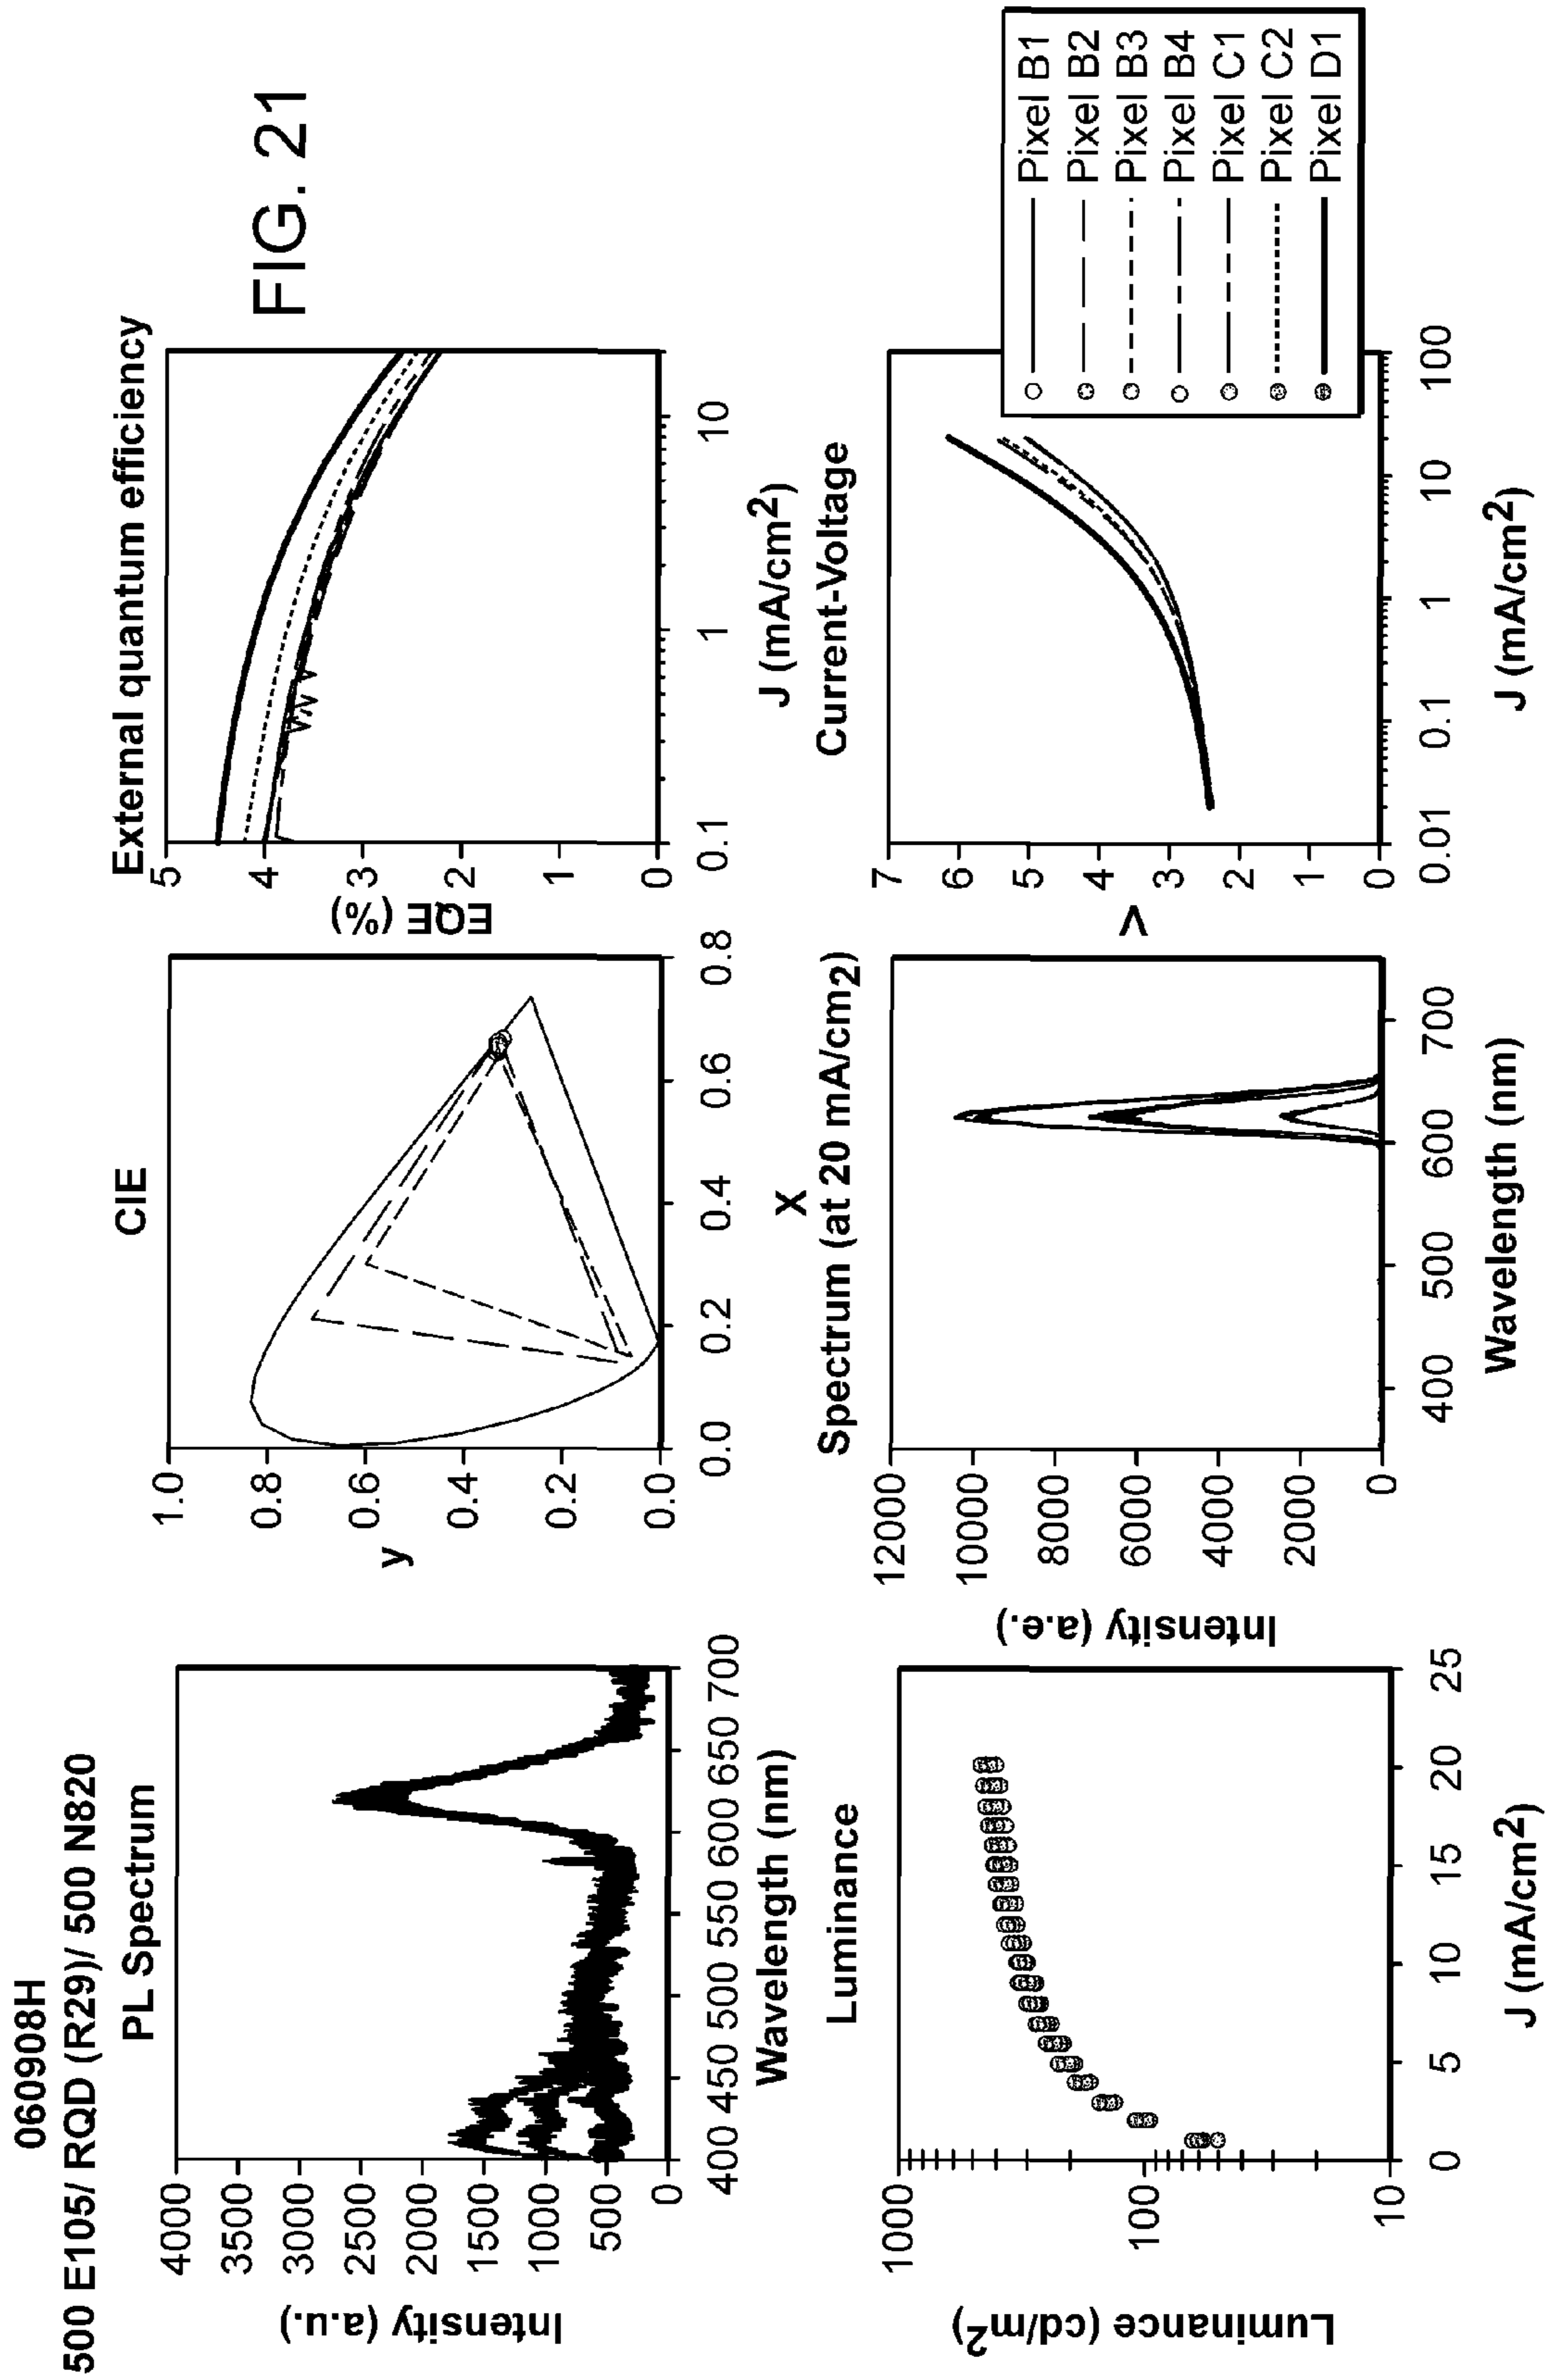 060908H
500 E105/ RQD (R29)/ 500 N820
PL Spectrum
Intensity (a.u.)
4000
3500
3000
2500
2000
1500
1000
500
0
400 450 500 550 600 650 700
Wavelength (nm)
CIE
y
1.0
0.8
0.6
0.4
0.2
0.0
0.0 0.2 0.4 0.6 0.8
X
External quantum efficiency
EQE (%)
5
4
3
2
1
0
0.1 1 10
J (mA/cm2)
FIG. 21
Luminance
Luminance (cd/m2)
1000
100
10
0 5 10 15 20 25
J (mA/cm2)
Spectrum (at 20 mA/cm2)
Intensity (a.e.)
12000
10000
8000
6000
4000
2000
0
400 500 600 700
Wavelength (nm)
Current-Voltage
V
7
6
5
4
3
2
1
0
0.01 0.1 1 10 100
J (mA/cm2)
Pixel B1
Pixel B2
Pixel B3
Pixel B4
Pixel C1
Pixel C2
Pixel D1